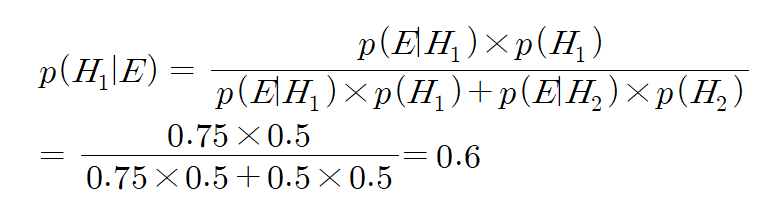 p(H₁|E) = p(E|H₁)×p(H₁) / p(E|H₁)×p(H₁)+p(E|H₂)×p(H₂)
= 0.75×0.5 / 0.75×0.5+0.5×0.5 = 0.6